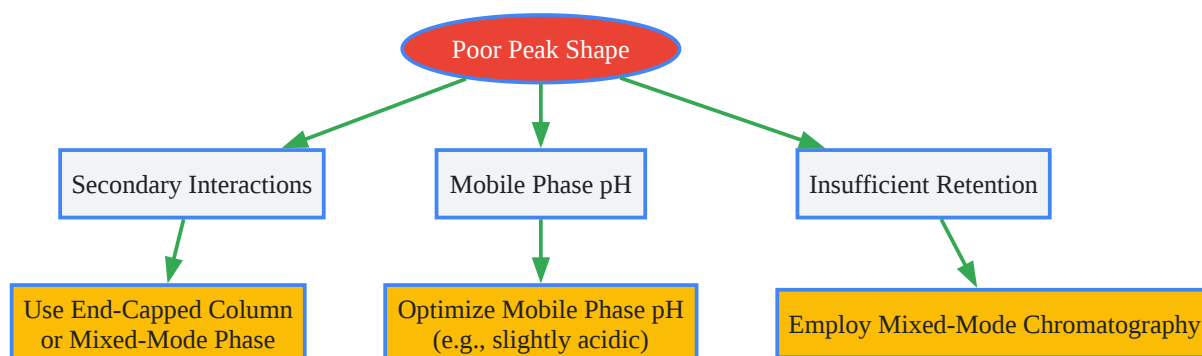 Poor Peak Shape
Secondary Interactions
Mobile Phase pH
Insufficient Retention
Use End-Capped Column
or Mixed-Mode Phase
Optimize Mobile Phase pH
(e.g., slightly acidic)
Employ Mixed-Mode Chromatography